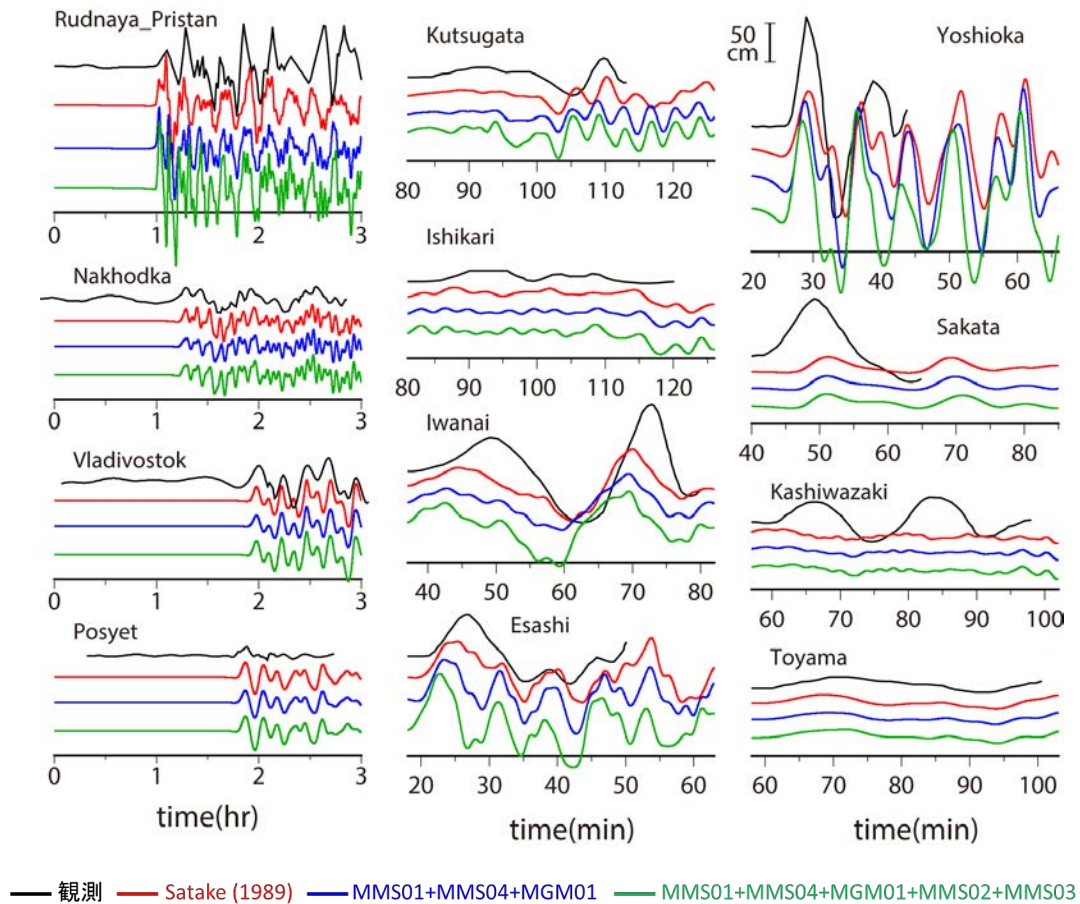 Rudnaya_Pristan
0 1 2 3
Nakhodka
0 1 2 3
Vladivostok
0 1 2 3
Posyet
0 1 2 3
time(hr)
Kutsugata
80 90 100 110 120
Ishikari
80 90 100 110 120
Iwanai
40 50 60 70 80
Esashi
20 30 40 50 60
time(min)
50
cm
Yoshioka
20 30 40 50 60
Sakata
40 50 60 70 80
Kashiwazaki
60 70 80 90 100
Toyama
60 70 80 90 100
time(min)
観測 Satake (1989) MMS01+MMS04+MGM01 MMS01+MMS04+MGM01+MMS02+MMS03